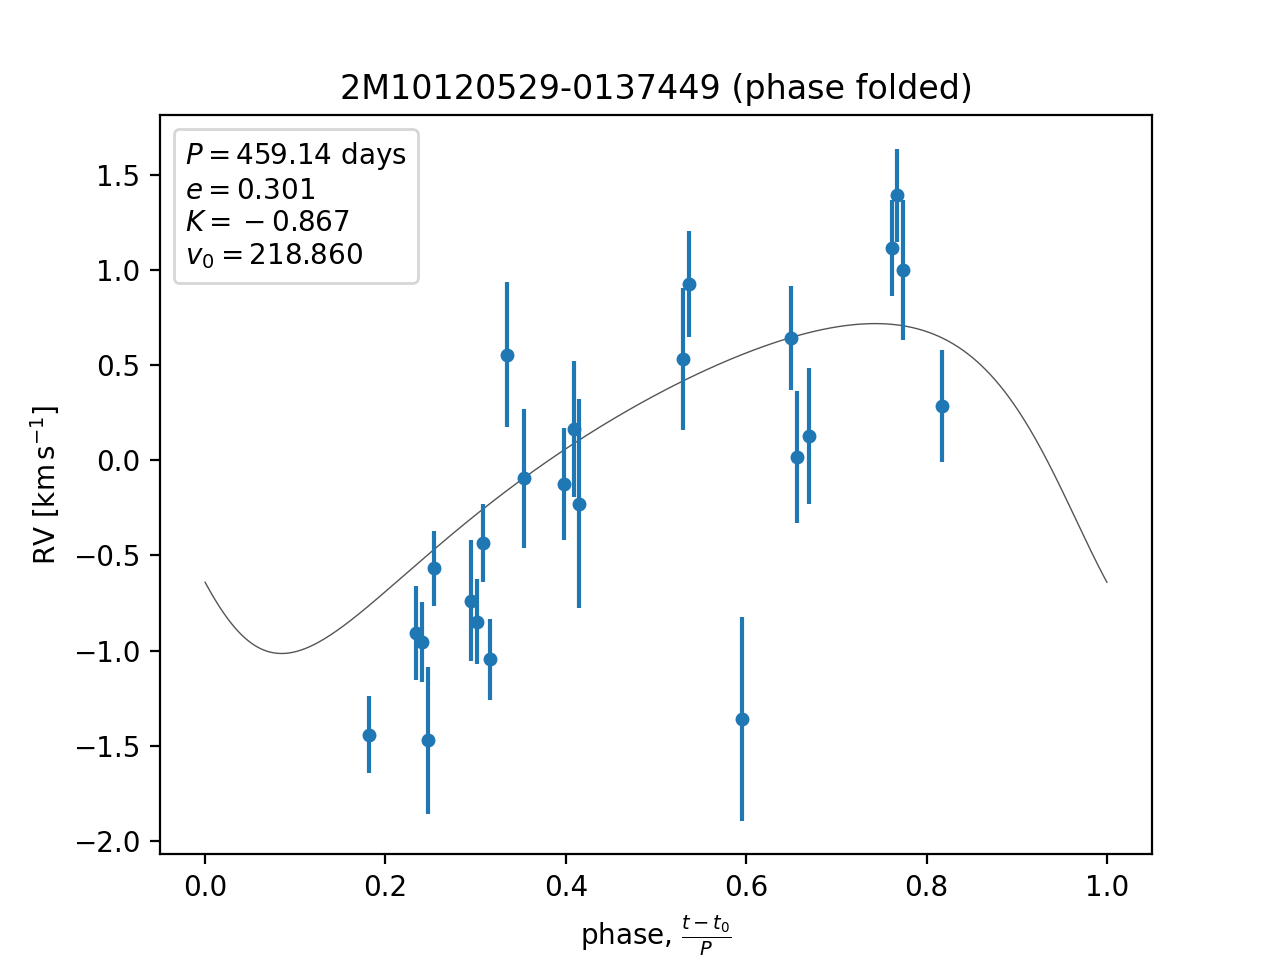 2M10120529-0137449 (phase folded)
P = 459.14 days
e = 0.301
K = −0.867
v₀ = 218.860
1.5
1.0
0.5
0.0
−0.5
−1.0
−1.5
−2.0
RV [km s⁻¹]
0.0 0.2 0.4 0.6 0.8 1.0
phase, (t − t₀)/P